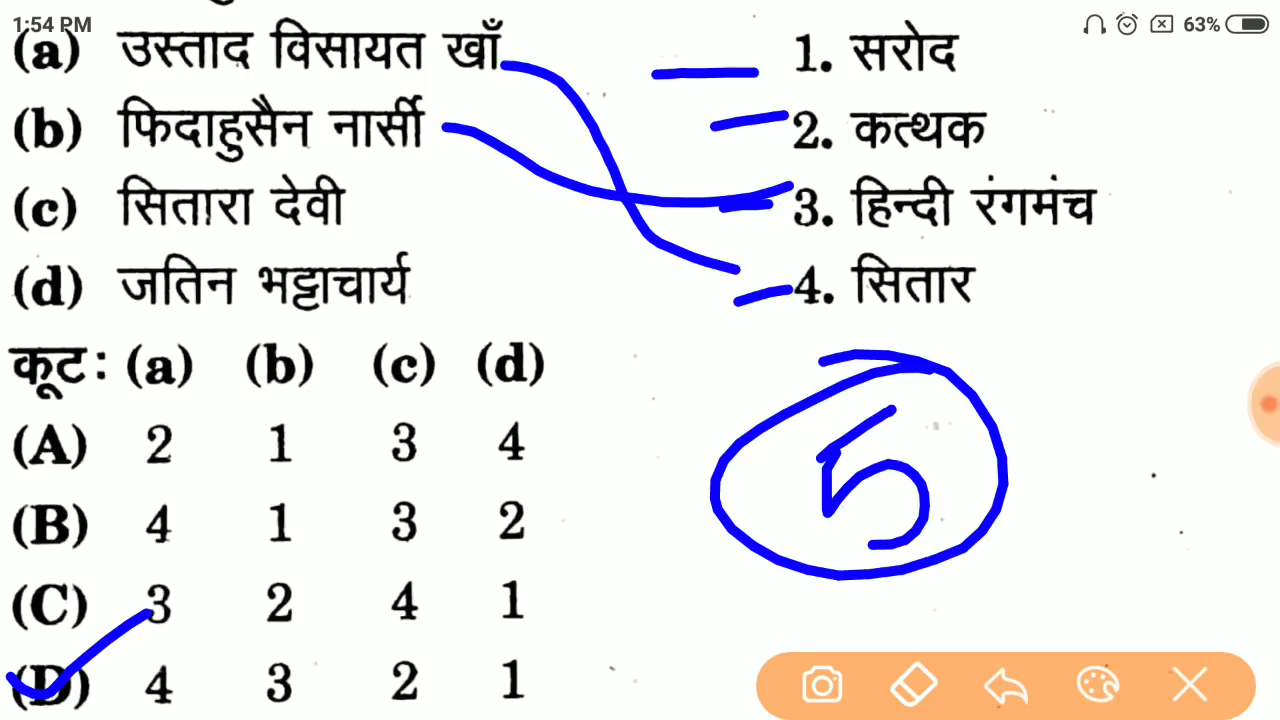 1:54 PM 63%
(a) उस्ताद विसायत खाँ 1. सरोद
(b) फिदाहुसैन नार्सी 2. कत्थक
(c) सितारा देवी 3. हिन्दी रंगमंच
(d) जतिन भट्टाचार्य 4. सितार
कूट: (a) (b) (c) (d)
(A) 2 1 3 4
(B) 4 1 3 2
(C) 3 2 4 1
(D) 4 3 2 1
5